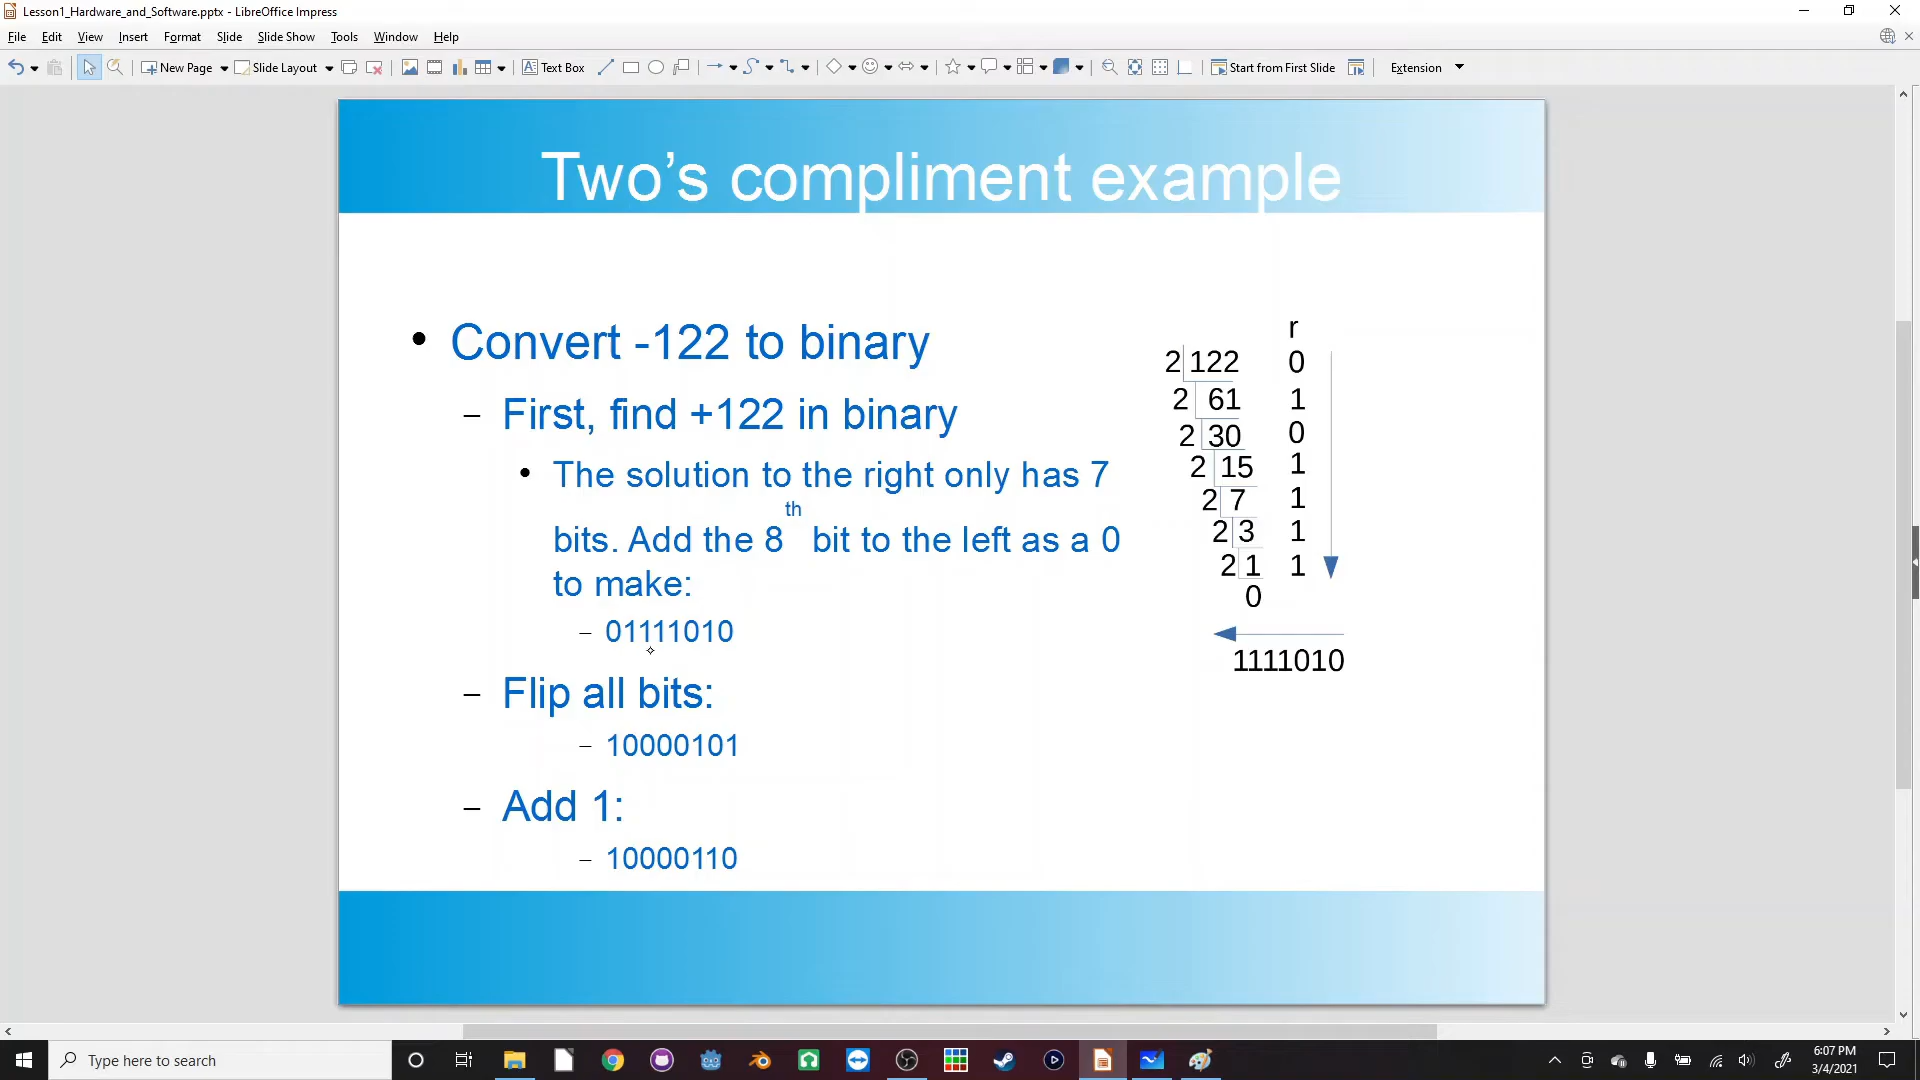 Lesson1_Hardware_and_Software.pptx - LibreOffice Impress
File Edit View Insert Format Slide Slide Show Tools Window Help
New Page Slide Layout Text Box Start from First Slide Extension
Two’s compliment example
• Convert -122 to binary
– First, find +122 in binary
• The solution to the right only has 7
bits. Add the 8th bit to the left as a 0
to make:
– 01111010
– Flip all bits:
– 10000101
– Add 1:
– 10000110
r
2 122 0
2 61 1
2 30 0
2 15 1
2 7 1
2 3 1
2 1 1
0
1111010
Type here to search
6:07 PM
3/4/2021